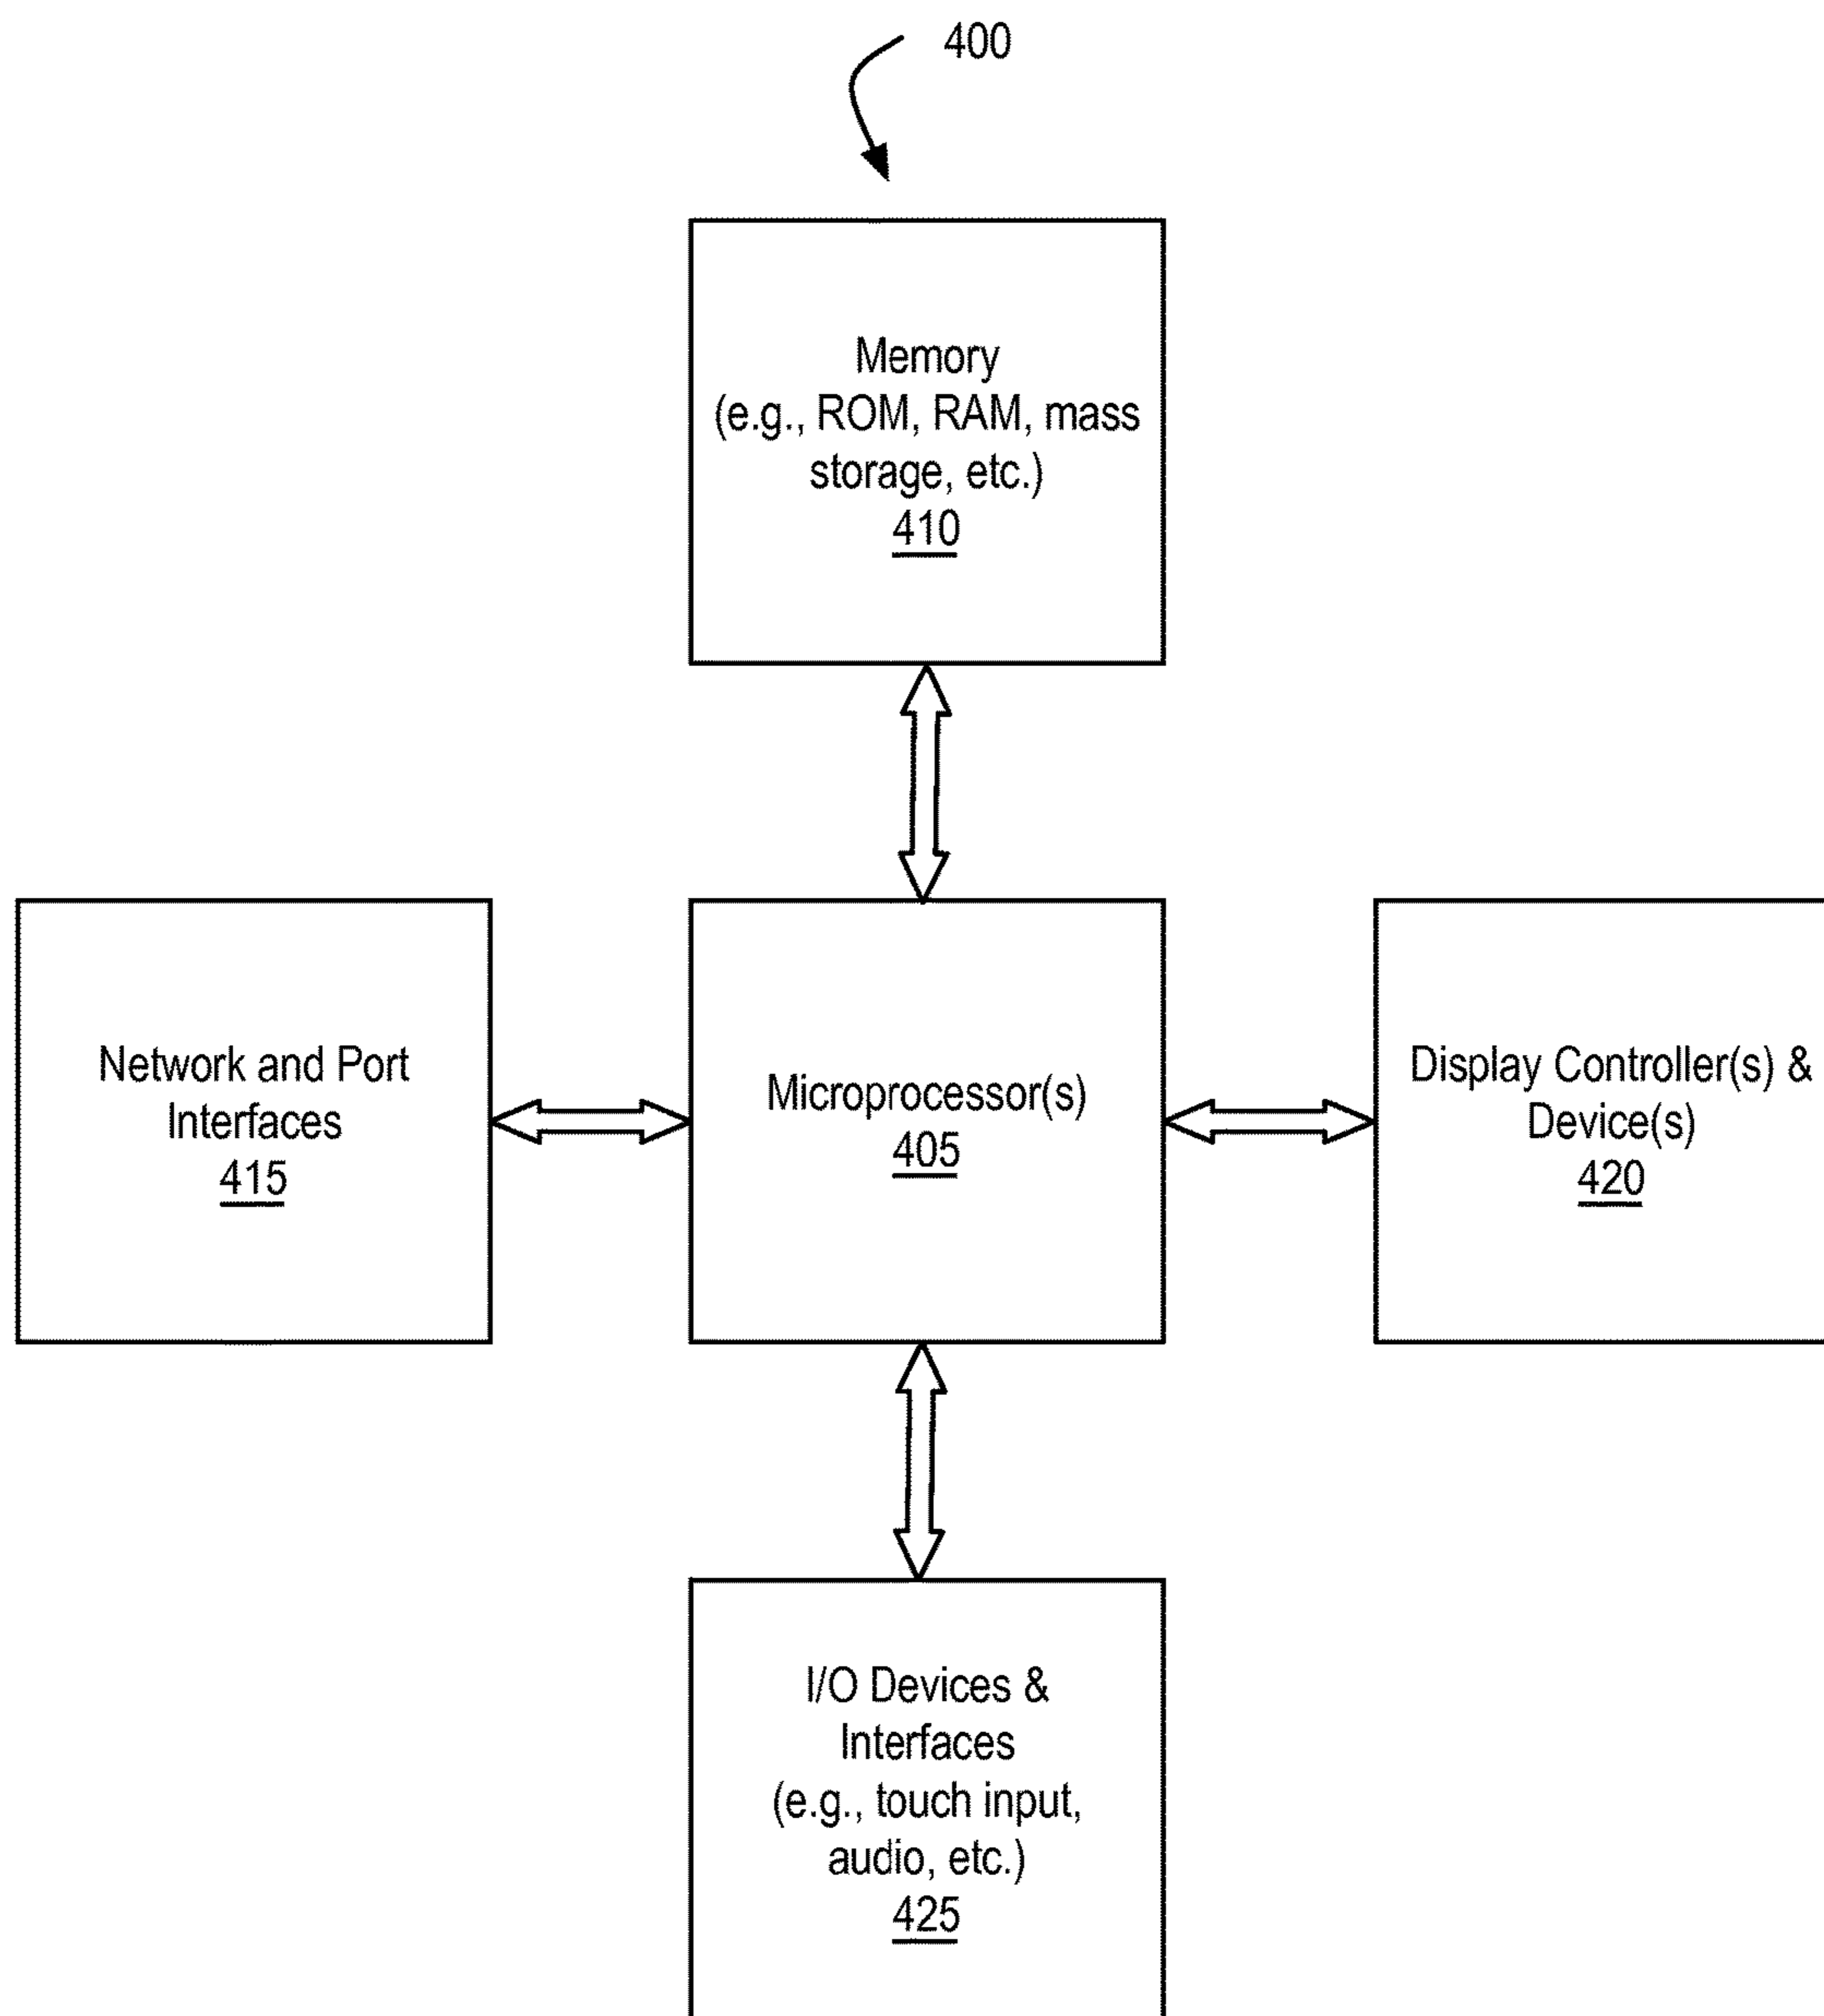 400
Memory
(e.g., ROM, RAM, mass
storage, etc.)
410
Network and Port
Interfaces
415
Microprocessor(s)
405
Display Controller(s) &
Device(s)
420
I/O Devices &
Interfaces
(e.g., touch input,
audio, etc.)
425